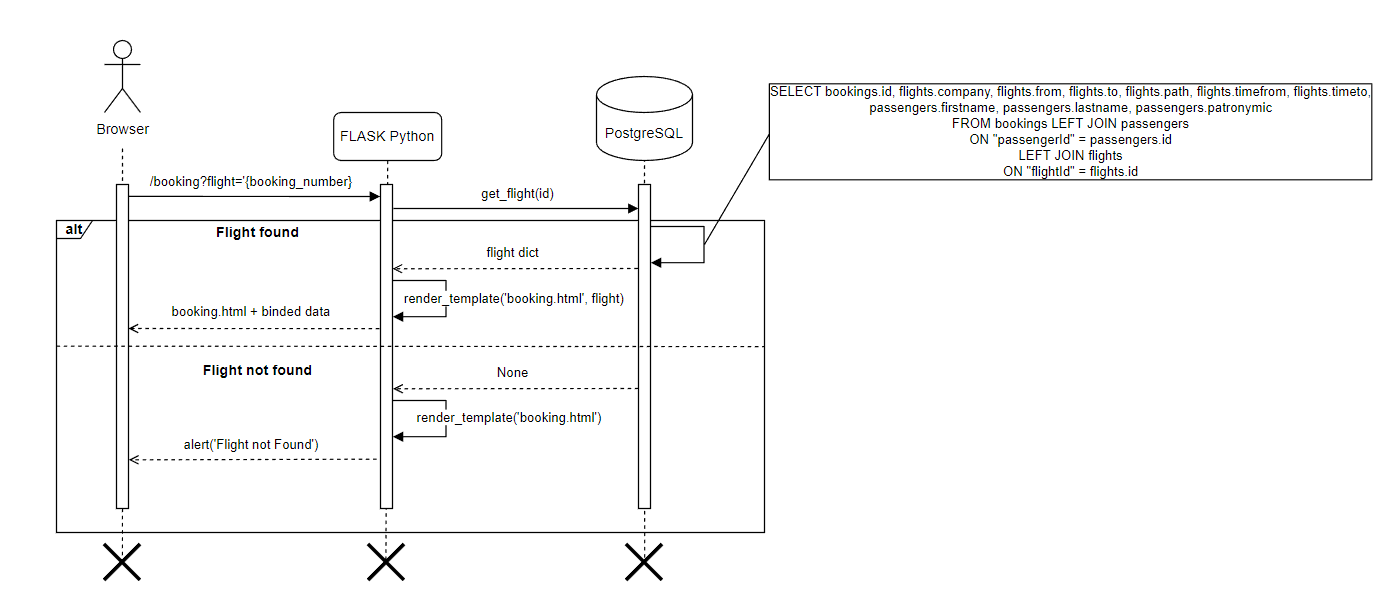 Browser
FLASK Python
PostgreSQL
SELECT bookings.id, flights.company, flights.from, flights.to, flights.path, flights.timefrom, flights.timeto,
passengers.firstname, passengers.lastname, passengers.patronymic
FROM bookings LEFT JOIN passengers
ON "passengerId" = passengers.id
LEFT JOIN flights
ON "flightId" = flights.id
/booking?flight='{booking_number}
get_flight(id)
alt
Flight found
flight dict
render_template('booking.html', flight)
booking.html + binded data
Flight not found
None
render_template('booking.html')
alert('Flight not Found')